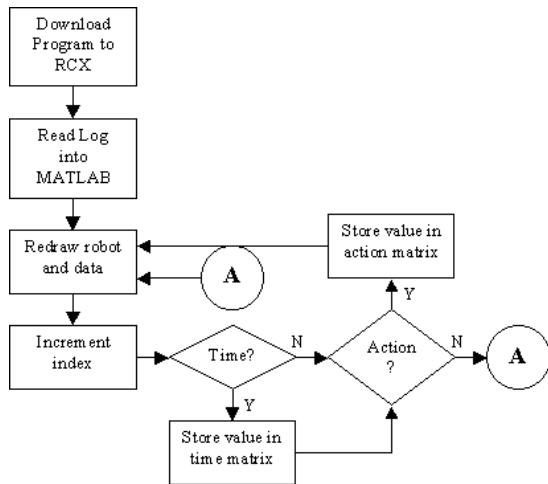 Download
Program to
RCX
Read Log
into
MATLAB
Redraw robot
and data
A
Store value in
action matrix
Y
Increment
index
Time?
N
Action
?
N
A
Y
Store value in
time matrix